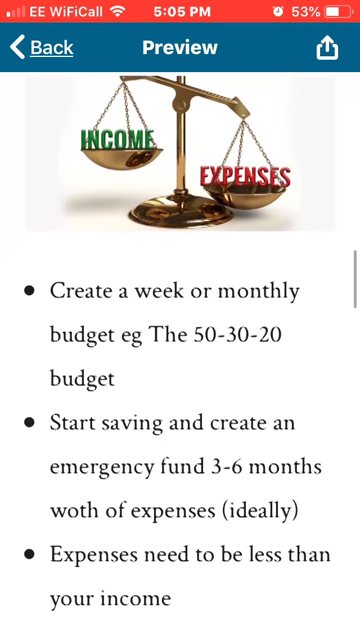 EE WiFiCall 5:05 PM 53%
Back Preview
INCOME
EXPENSES
• Create a week or monthly
budget eg The 50-30-20
budget
• Start saving and create an
emergency fund 3-6 months
woth of expenses (ideally)
• Expenses need to be less than
your income